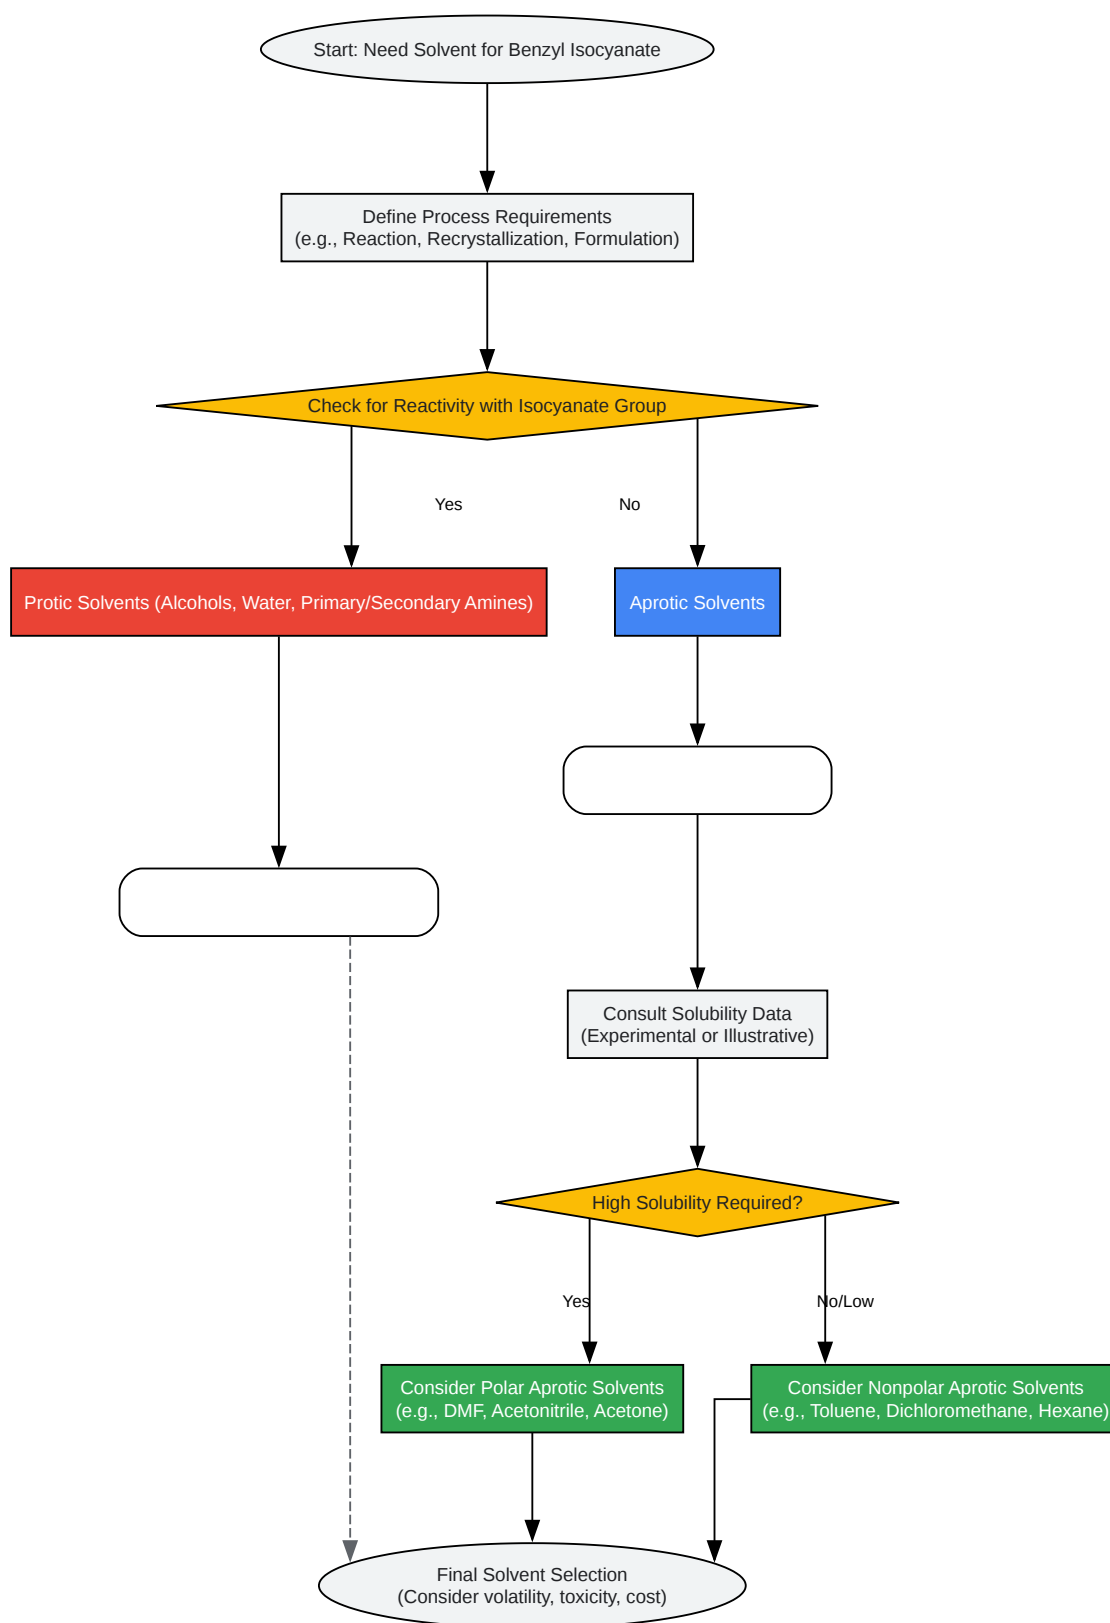 Start: Need Solvent for Benzyl Isocyanate
Define Process Requirements
(e.g., Reaction, Recrystallization, Formulation)
Check for Reactivity with Isocyanate Group
Yes
No
Protic Solvents (Alcohols, Water, Primary/Secondary Amines)
Aprotic Solvents
Consult Solubility Data
(Experimental or Illustrative)
High Solubility Required?
Yes
No/Low
Consider Polar Aprotic Solvents
(e.g., DMF, Acetonitrile, Acetone)
Consider Nonpolar Aprotic Solvents
(e.g., Toluene, Dichloromethane, Hexane)
Final Solvent Selection
(Consider volatility, toxicity, cost)